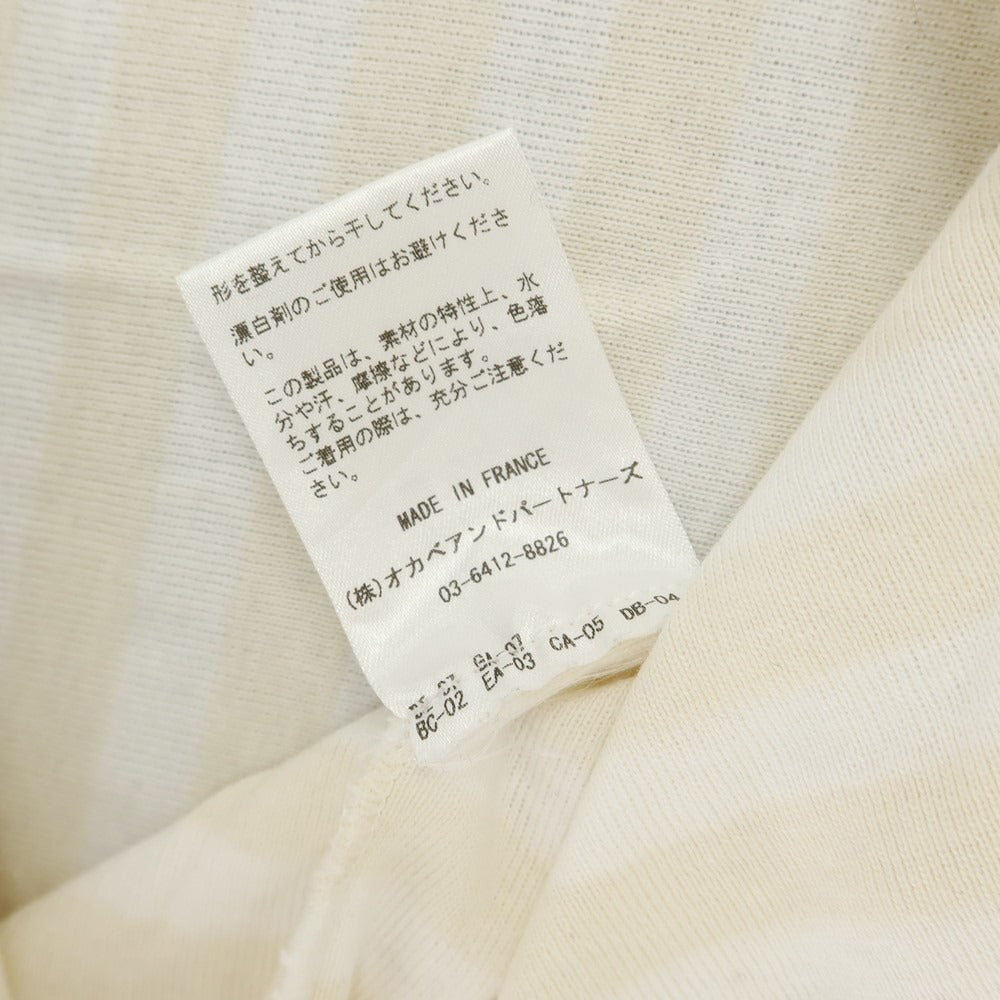 形を整えてから干してください。
漂白剤のご使用はお避けくださ
い。
この製品は、素材の特性上、水
分や汗、摩擦などにより、色落
ちすることがあります。
ご着用の際は、充分ご注意くだ
さい。
MADE IN FRANCE
(株)オカベアンドパートナーズ
03-6412-8826
GA-07
BC-02 EA-03 CA-05 DB-04